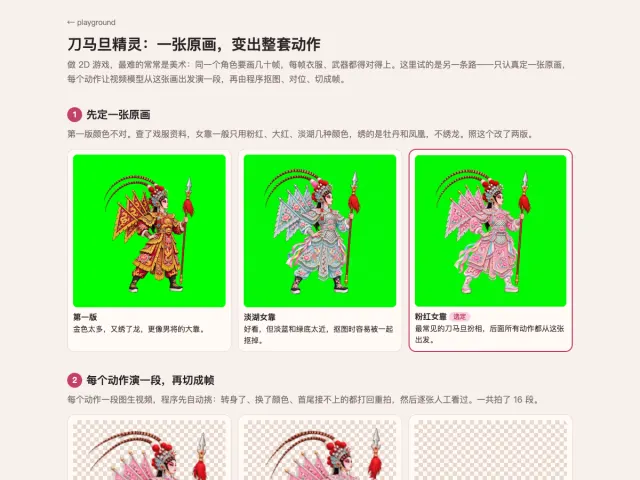 ← playground
刀马旦精灵：一张原画，变出整套动作
做 2D 游戏，最难的常常是美术：同一个角色要画几十帧，每帧衣服、武器都得对得上。这里试的是另一条路——只认真定一张原画，
每个动作让视频模型从这张画出发演一段，再由程序抠图、对位、切成帧。
1 先定一张原画
第一版颜色不对。查了戏服资料，女靠一般只用粉红、大红、淡湖几种颜色，绣的是牡丹和凤凰，不绣龙。照这个改了两版。
第一版
金色太多，又绣了龙，更像男将的大靠。
淡湖女靠
好看，但淡蓝和绿底太近，抠图时容易被一起
抠掉。
粉红女靠 选定
最常见的刀马旦扮相，后面所有动作都从这张
出发。
2 每个动作演一段，再切成帧
每个动作一段图生视频，程序先自动挑：转身了、换了颜色、首尾接不上的都打回重拍，然后逐张人工看过。一共拍了 16 段。